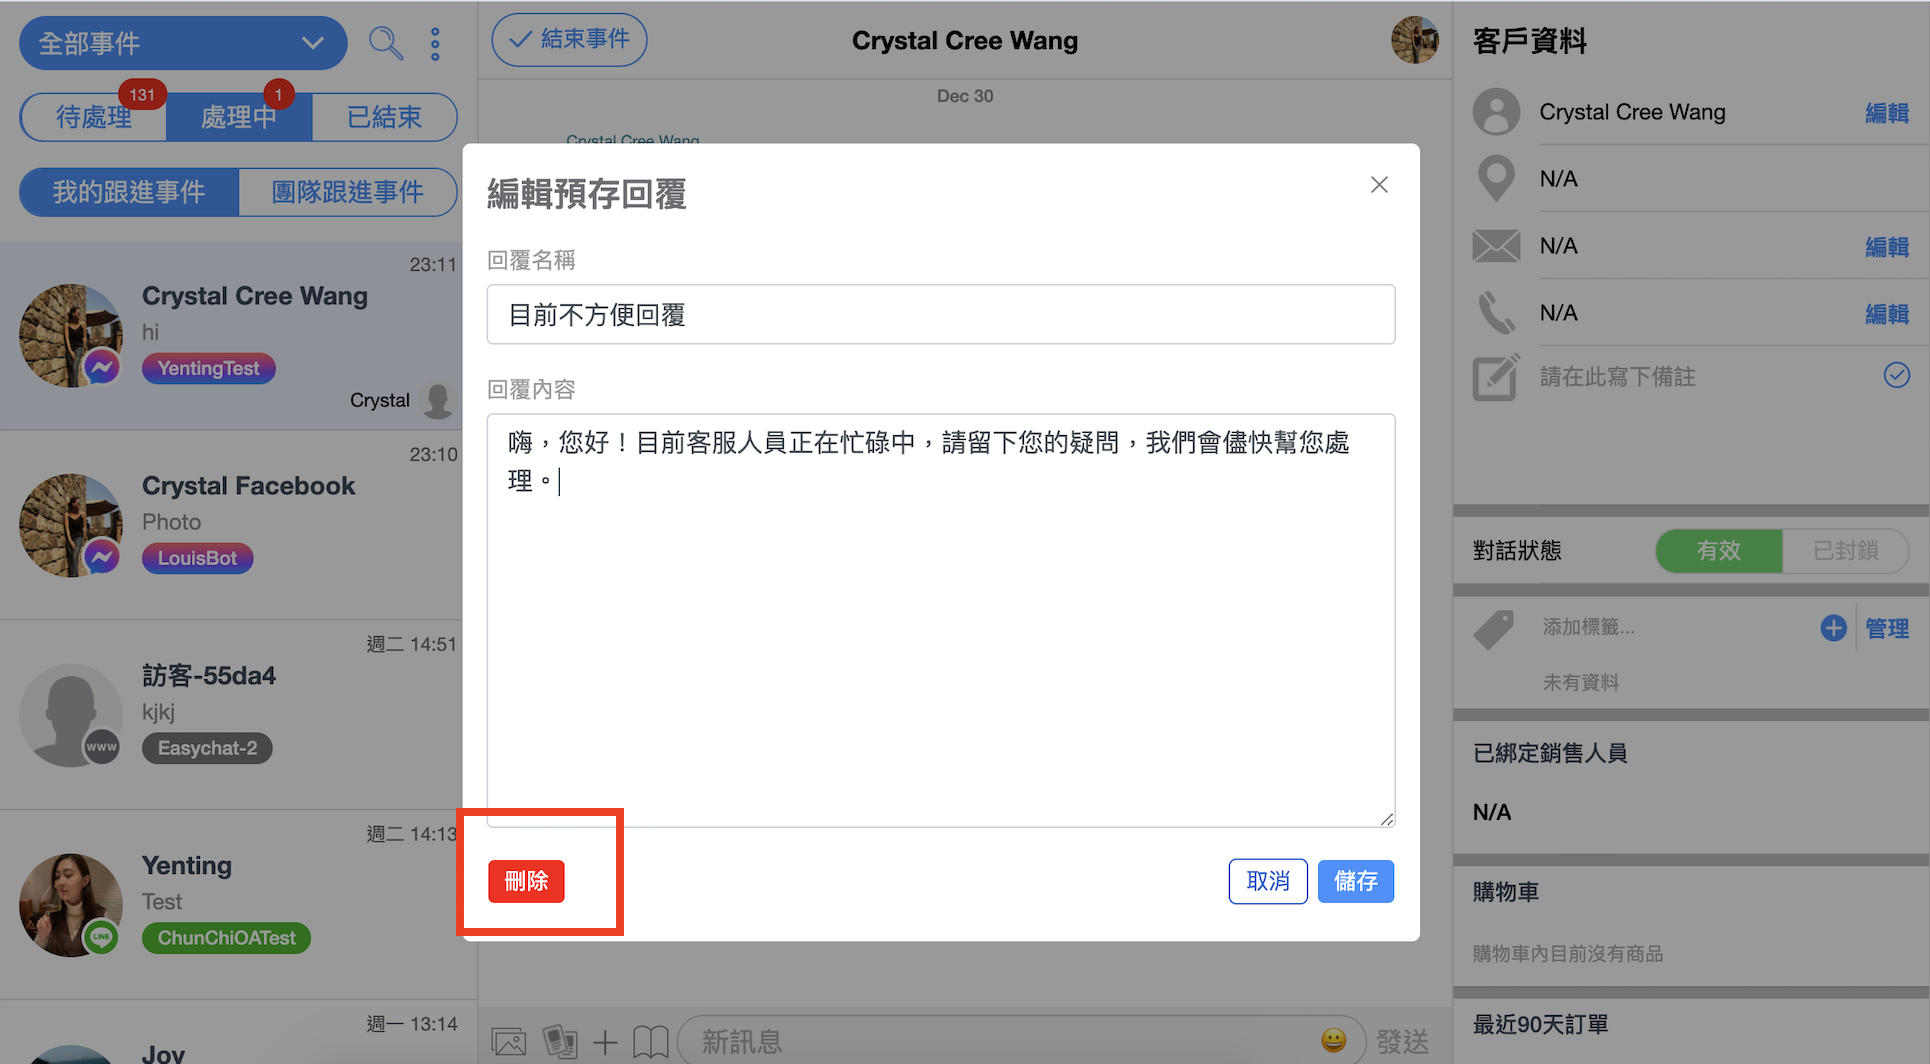 全部事件
待處理
131
處理中
1
已結束
我的跟進事件
團隊跟進事件
23:11
Crystal Cree Wang
hi
YentingTest
Crystal
23:10
Crystal Facebook
Photo
LouisBot
週二 14:51
訪客-55da4
kjkj
www
Easychat-2
週二 14:13
Yenting
Test
LINE
ChunChiOATest
週一 13:14
Joy
結束事件
Crystal Cree Wang
Dec 30
Crystal Cree Wang
編輯預存回覆
回覆名稱
目前不方便回覆
回覆內容
嗨，您好！目前客服人員正在忙碌中，請留下您的疑問，我們會儘快幫您處
理。
刪除
取消
儲存
新訊息
發送
客戶資料
Crystal Cree Wang
編輯
N/A
N/A
編輯
N/A
編輯
請在此寫下備註
對話狀態
有效
已封鎖
添加標籤...
管理
未有資料
已綁定銷售人員
N/A
購物車
購物車內目前沒有商品
最近90天訂單